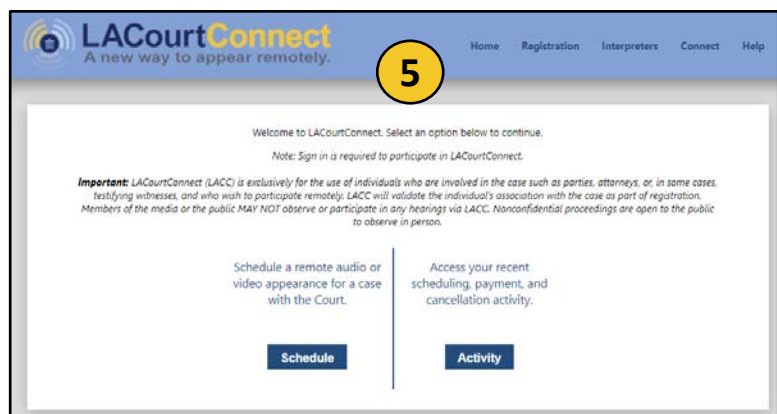 LACourtConnect
A new way to appear remotely.
5
Home Registration Interpreters Connect Help
Welcome to LACourtConnect. Select an option below to continue.
Note: Sign in is required to participate in LACourtConnect.
Important: LACourtConnect (LACC) is exclusively for the use of individuals who are involved in the case such as parties, attorneys, or, in some cases,
testifying witnesses, and who wish to participate remotely. LACC will validate the individual's association with the case as part of registration.
Members of the media or the public MAY NOT observe or participate in any hearings via LACC. Nonconfidential proceedings are open to the public
to observe in person.
Schedule a remote audio or
video appearance for a case
with the Court.
Schedule
Access your recent
scheduling, payment, and
cancellation activity.
Activity